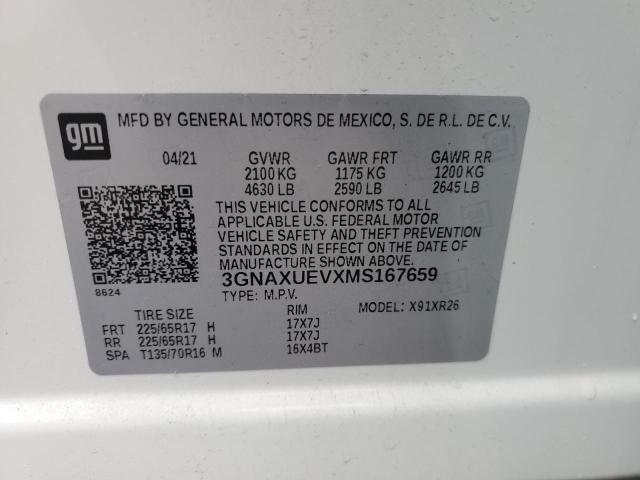 gm MFD BY GENERAL MOTORS DE MEXICO, S. DE R.L. DE C.V.
04/21 GVWR GAWR FRT GAWR RR
2100 KG 1175 KG 1200 KG
4630 LB 2590 LB 2645 LB
THIS VEHICLE CONFORMS TO ALL
APPLICABLE U.S. FEDERAL MOTOR
VEHICLE SAFETY AND THEFT PREVENTION
STANDARDS IN EFFECT ON THE DATE OF
MANUFACTURE SHOWN ABOVE.
3GNAXUEVXMS167659
8624 TYPE: M.P.V.
TIRE SIZE RIM MODEL: X91XR26
FRT 225/65R17 H 17X7J
RR 225/65R17 H 17X7J
SPA T135/70R16 M 16X4BT